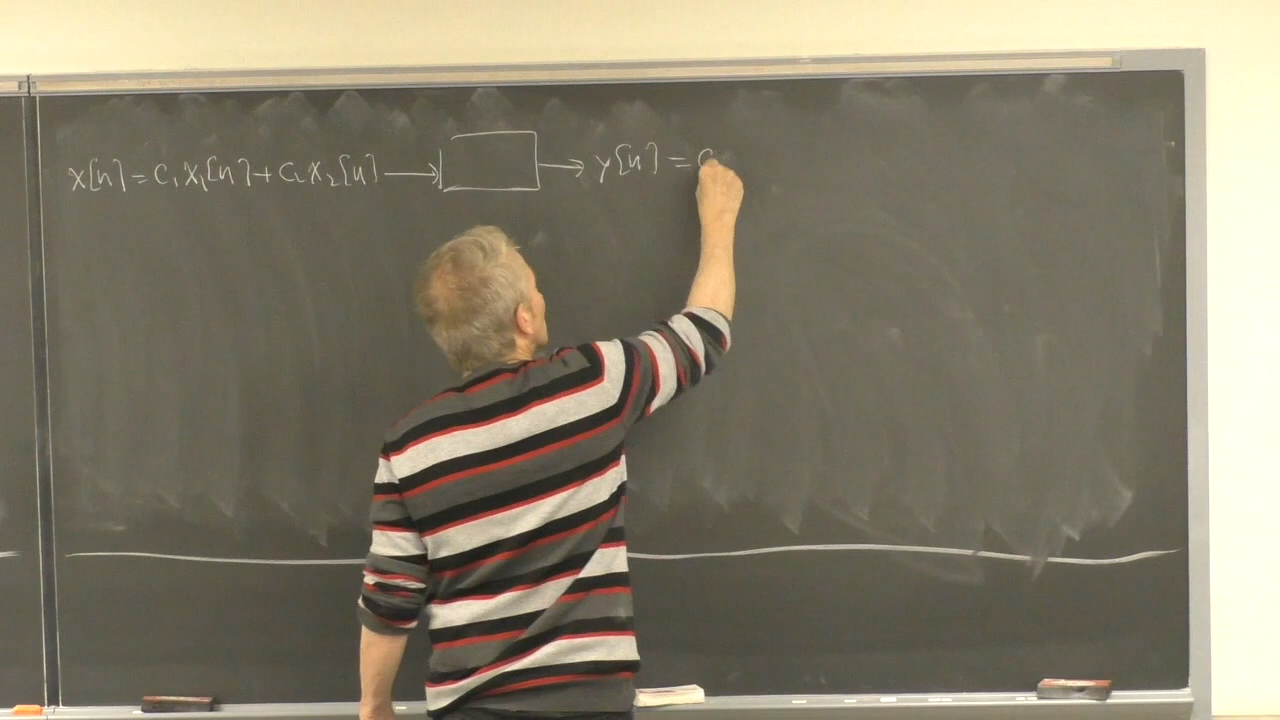 x[n] = c₁x₁[n] + c₂x₂[n] → → y[n] = c